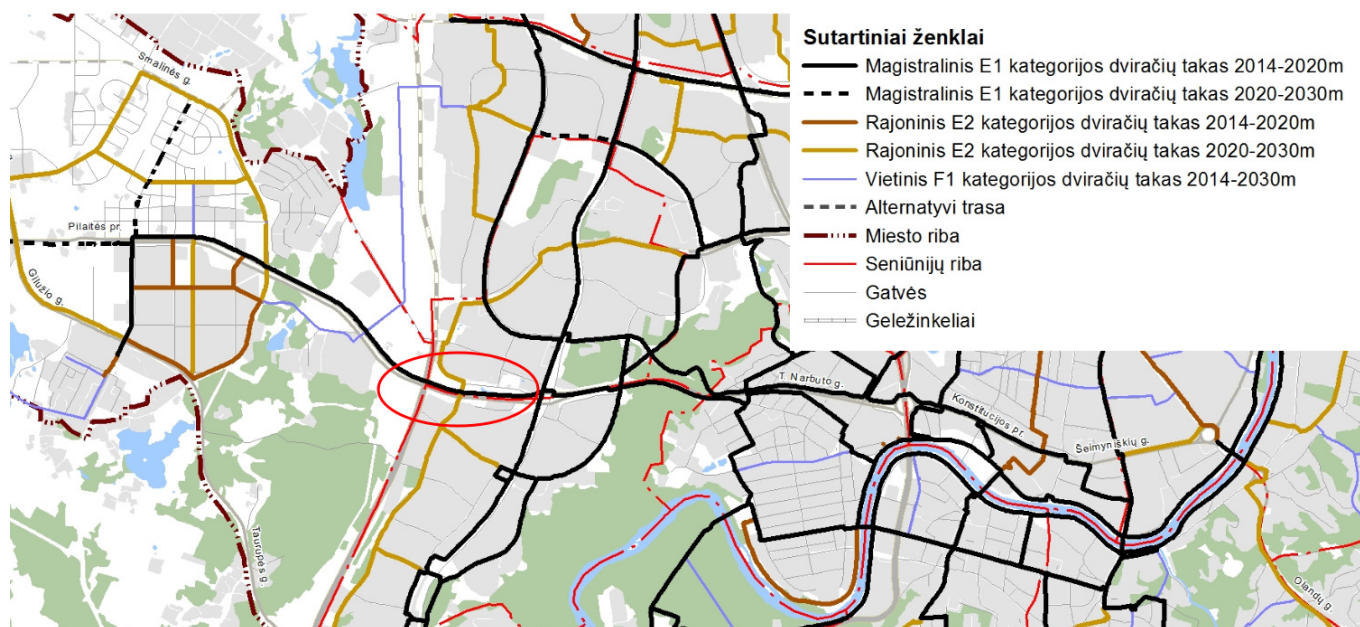 Sutartiniai ženklai
Magistralinis E1 kategorijos dviračių takas 2014-2020m
Magistralinis E1 kategorijos dviračių takas 2020-2030m
Rajoninis E2 kategorijos dviračių takas 2014-2020m
Rajoninis E2 kategorijos dviračių takas 2020-2030m
Vietinis F1 kategorijos dviračių takas 2014-2030m
Alternatyvi trasa
Miesto riba
Seniūnijų riba
Gatvės
Geležinkeliai
Smalinės g.
Pilaitės pr.
Gilužio g.
T. Narbuto g.
Konstitucijos pr.
Šeimyniškių g.
Taurupės g.
Olandų g.